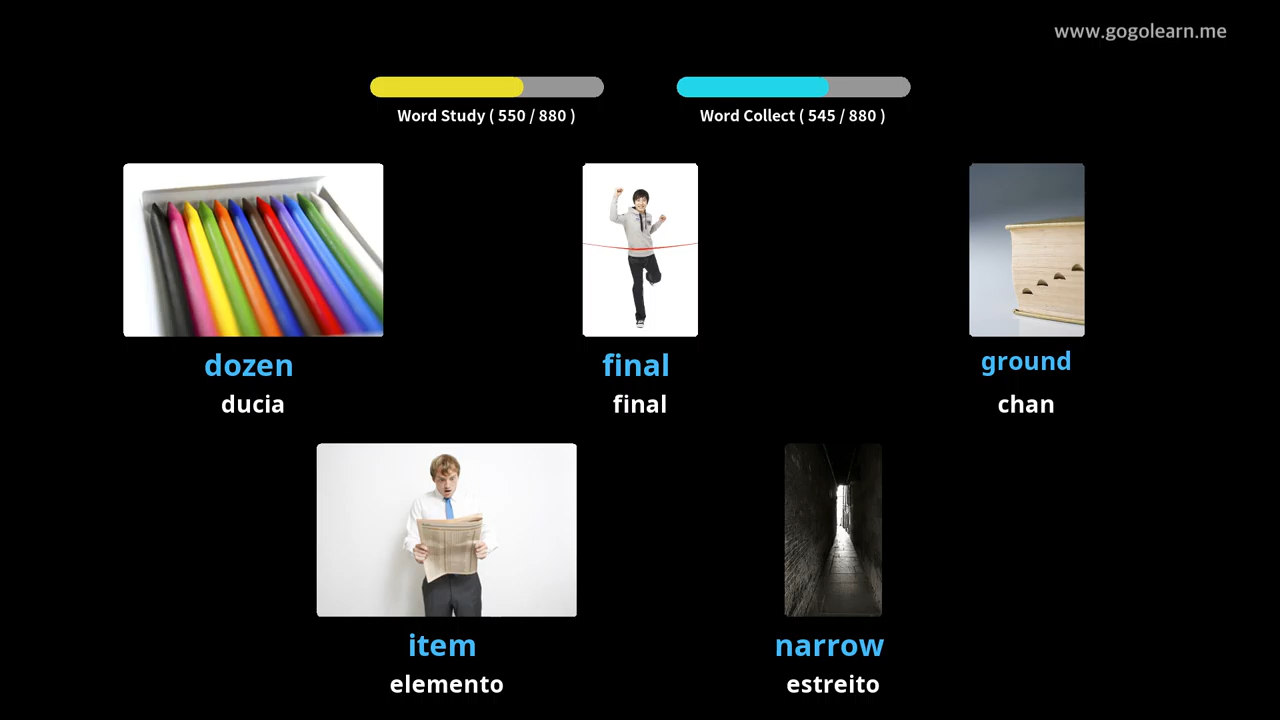 www.gogolearn.me
Word Study ( 550 / 880 )
Word Collect ( 545 / 880 )
dozen
ducia
final
final
ground
chan
item
elemento
narrow
estreito